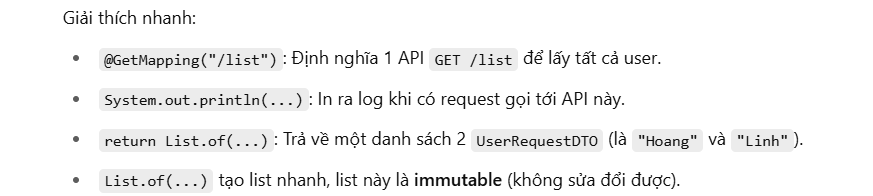 Giải thích nhanh:
• @GetMapping("/list"): Định nghĩa 1 API GET /list để lấy tất cả user.
• System.out.println(...): In ra log khi có request gọi tới API này.
• return List.of(...): Trả về một danh sách 2 UserRequestDTO (là "Hoang" và "Linh").
• List.of(...) tạo list nhanh, list này là immutable (không sửa đổi được).